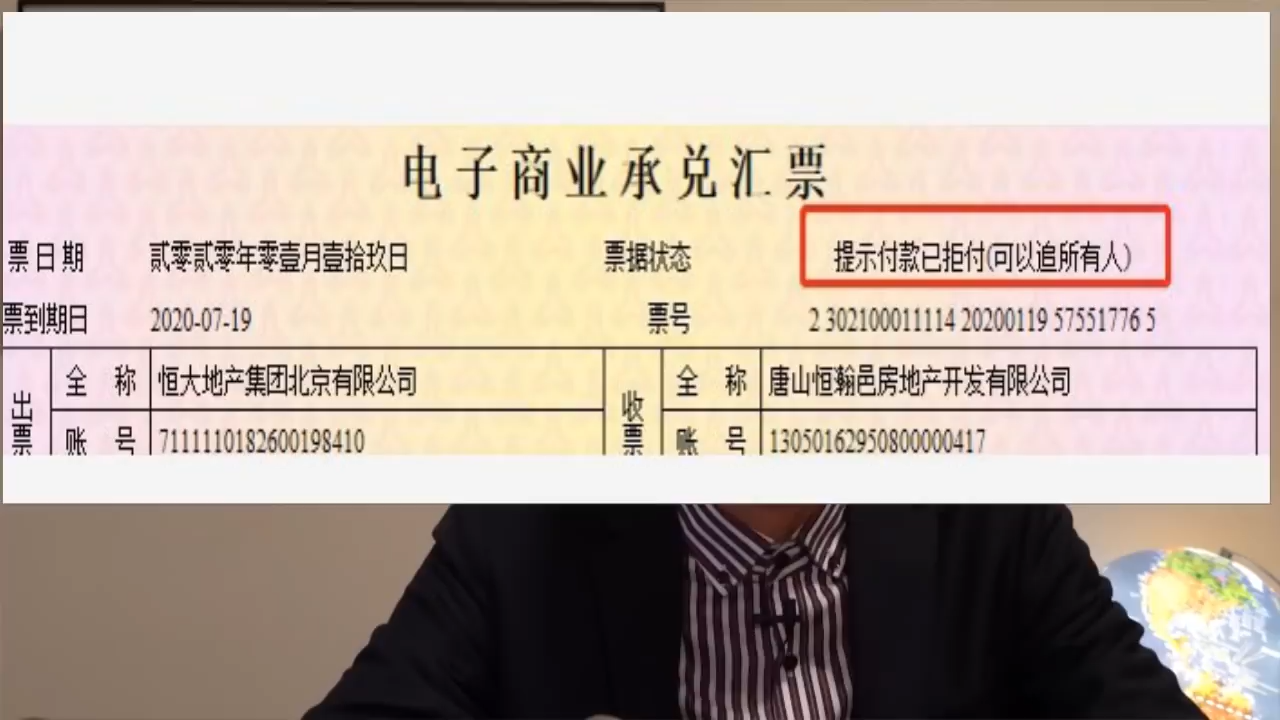 电子商业承兑汇票
票日期 贰零贰零年零壹月壹拾玖日 票据状态 提示付款已拒付(可以追所有人)
票到期日 2020-07-19 票号 2 302100011114 20200119 57551776 5
出票 全称 恒大地产集团北京有限公司 收票 全称 唐山恒翰邑房地产开发有限公司
账号 7111110182600198410 账号 13050162950800000417